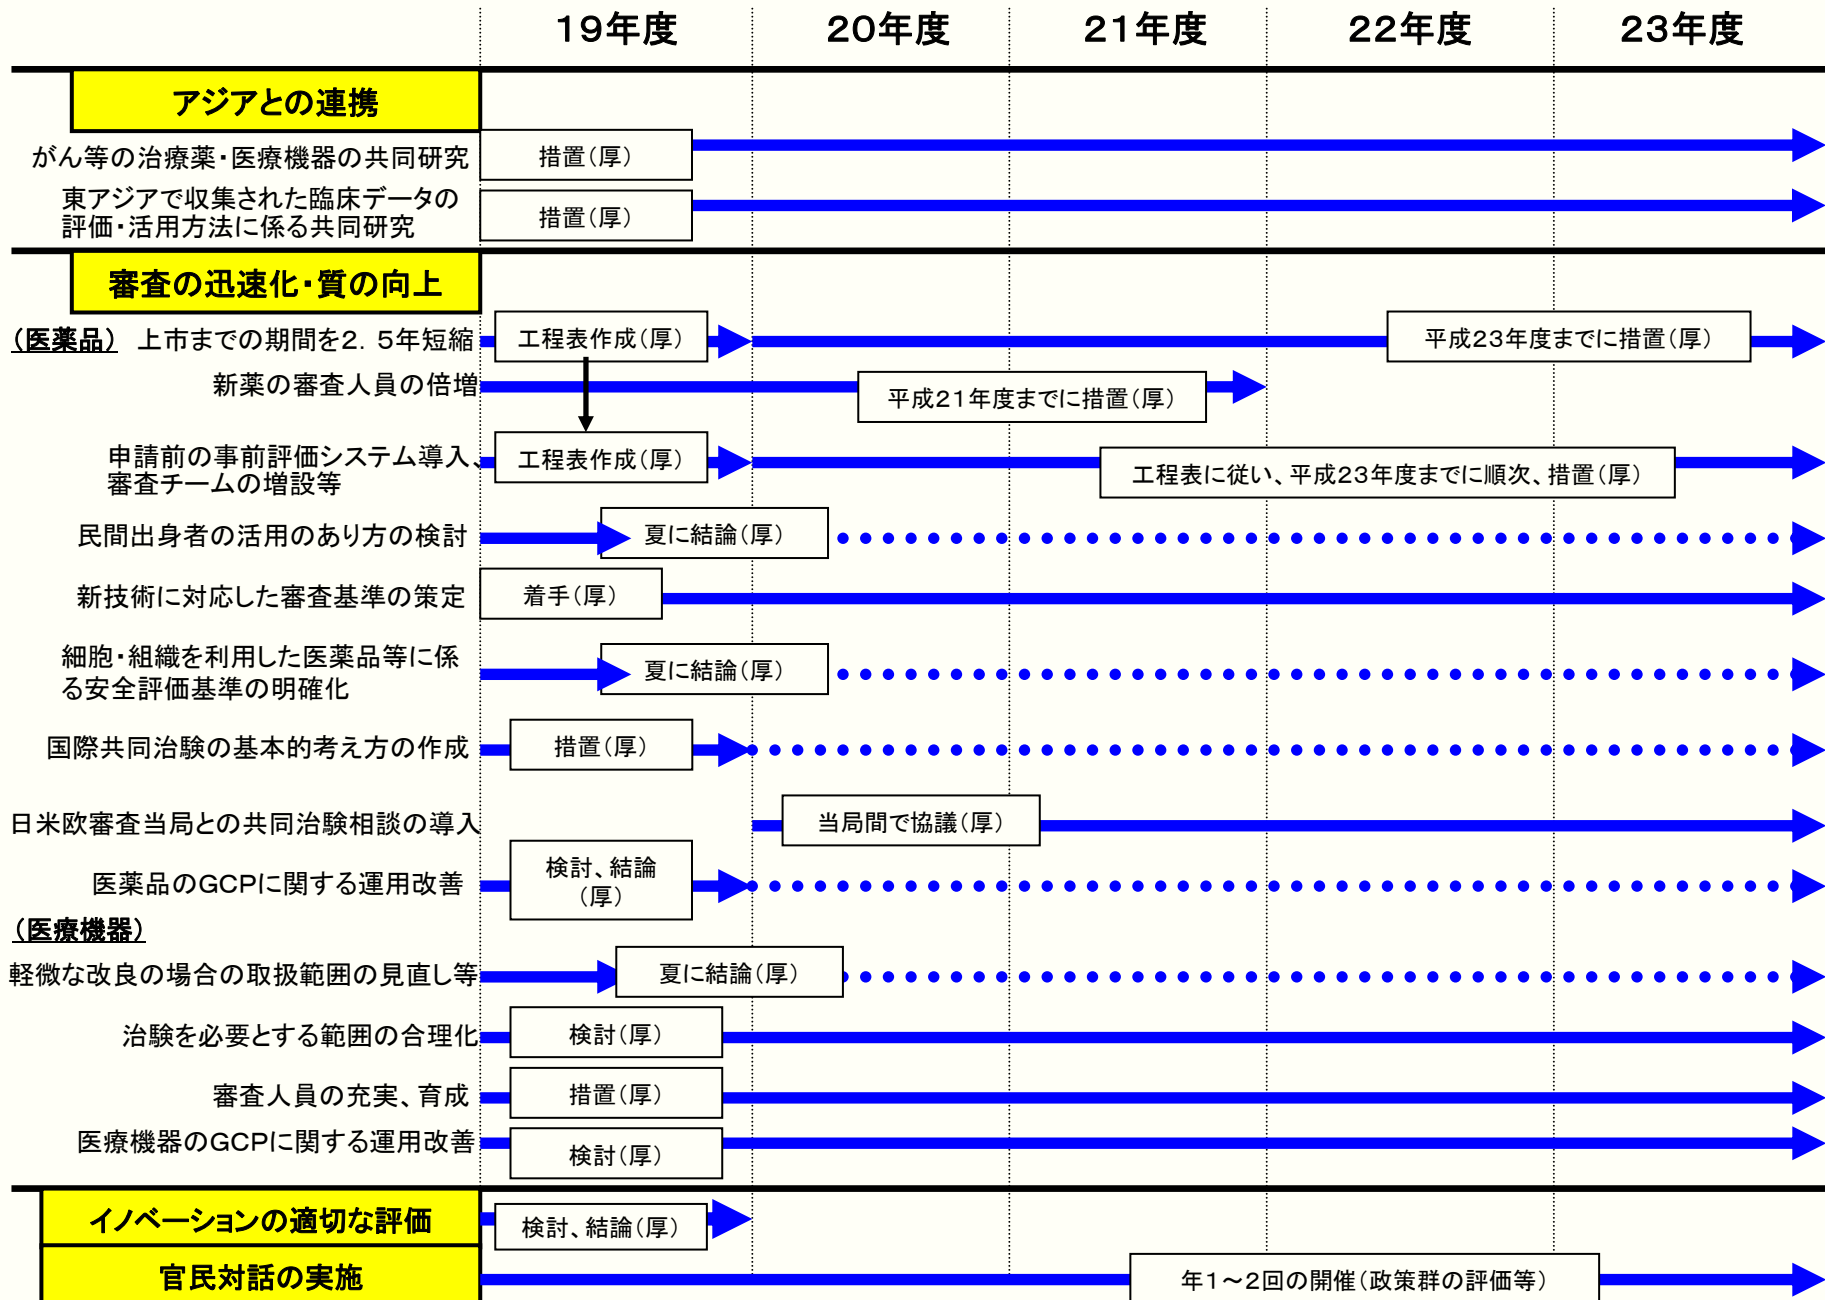 19年度 20年度 21年度 22年度 23年度
アジアとの連携
がん等の治療薬・医療機器の共同研究 措置(厚)
東アジアで収集された臨床データの
評価・活用方法に係る共同研究 措置(厚)
審査の迅速化・質の向上
(医薬品) 上市までの期間を2.5年短縮 工程表作成(厚) 平成23年度までに措置(厚)
新薬の審査人員の倍増 平成21年度までに措置(厚)
申請前の事前評価システム導入、
審査チームの増設等 工程表作成(厚) 工程表に従い、平成23年度までに順次、措置(厚)
民間出身者の活用のあり方の検討 夏に結論(厚)
新技術に対応した審査基準の策定 着手(厚)
細胞・組織を利用した医薬品等に係
る安全評価基準の明確化 夏に結論(厚)
国際共同治験の基本的考え方の作成 措置(厚)
日米欧審査当局との共同治験相談の導入 当局間で協議(厚)
医薬品のGCPに関する運用改善 検討、結論
(厚)
(医療機器)
軽微な改良の場合の取扱範囲の見直し等 夏に結論(厚)
治験を必要とする範囲の合理化 検討(厚)
審査人員の充実、育成 措置(厚)
医療機器のGCPに関する運用改善 検討(厚)
イノベーションの適切な評価 検討、結論(厚)
官民対話の実施 年1~2回の開催(政策群の評価等)